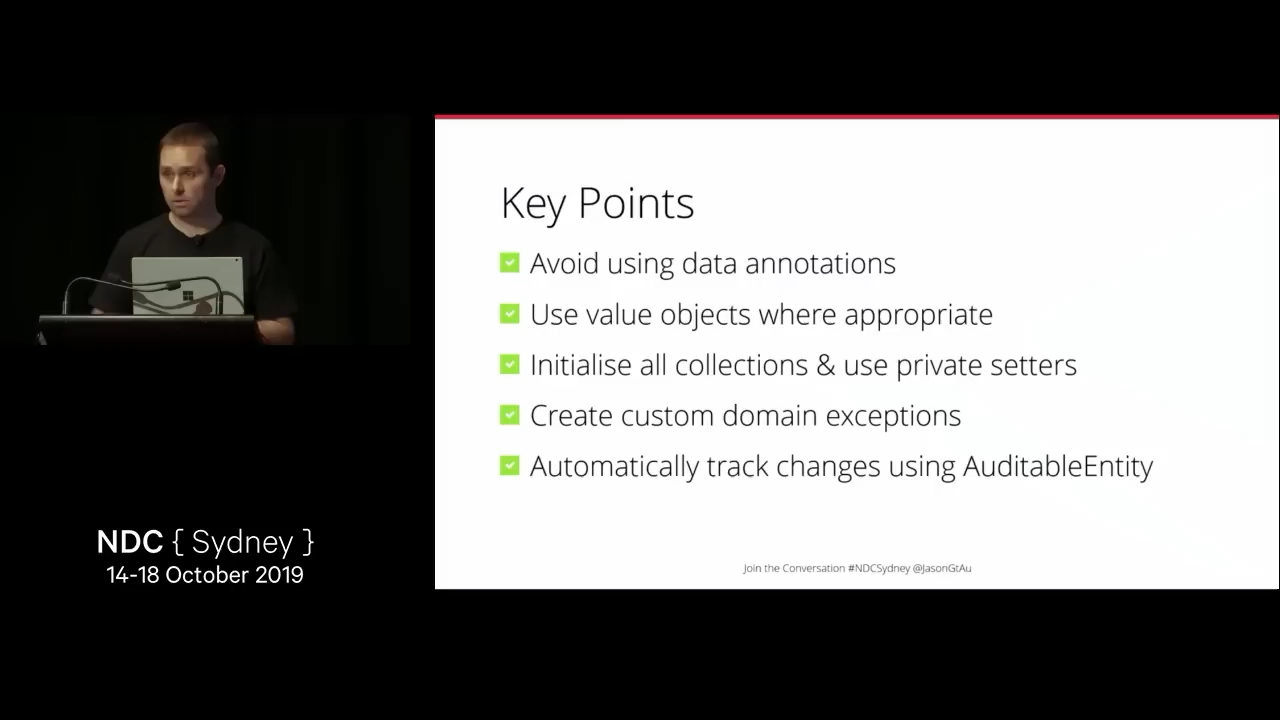 Key Points
Avoid using data annotations
Use value objects where appropriate
Initialise all collections & use private setters
Create custom domain exceptions
Automatically track changes using AuditableEntity
Join the Conversation #NDCSydney @JasonGtAu
NDC { Sydney }
14-18 October 2019